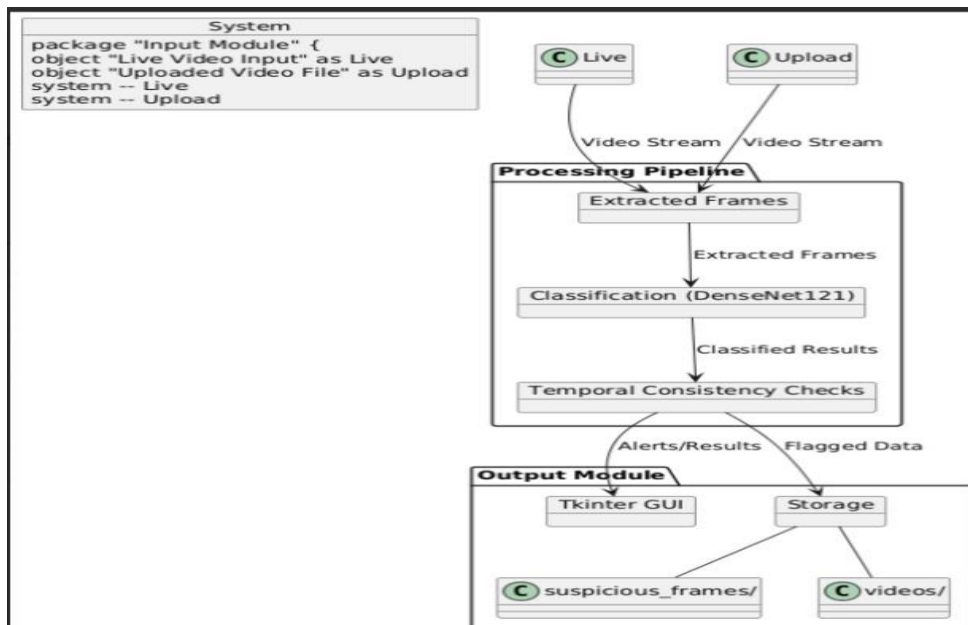 System
package "Input Module" {
object "Live Video Input" as Live
object "Uploaded Video File" as Upload
system -- Live
system -- Upload
C Live
C Upload
Video Stream
Video Stream
Processing Pipeline
Extracted Frames
Extracted Frames
Classification (DenseNet121)
Classified Results
Temporal Consistency Checks
Alerts/Results
Flagged Data
Output Module
Tkinter GUI
Storage
C suspicious_frames/
C videos/